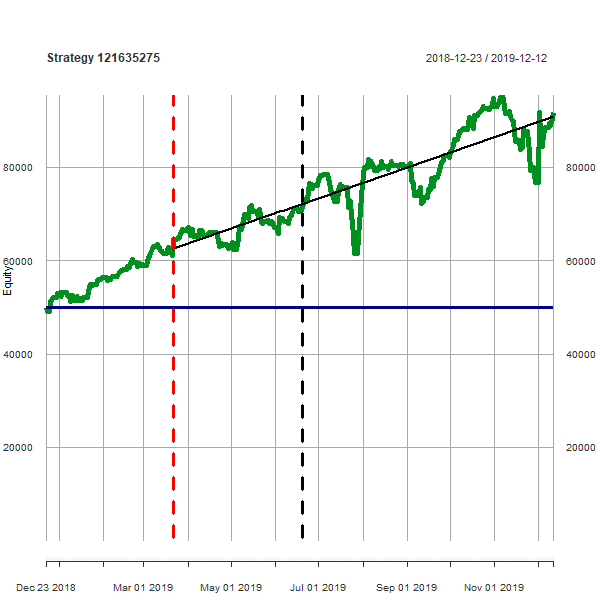 Strategy 121635275
2018-12-23 / 2019-12-12
80000
80000
60000
60000
Equity
40000
40000
20000
20000
Dec 23 2018
Mar 01 2019
May 01 2019
Jul 01 2019
Sep 01 2019
Nov 01 2019